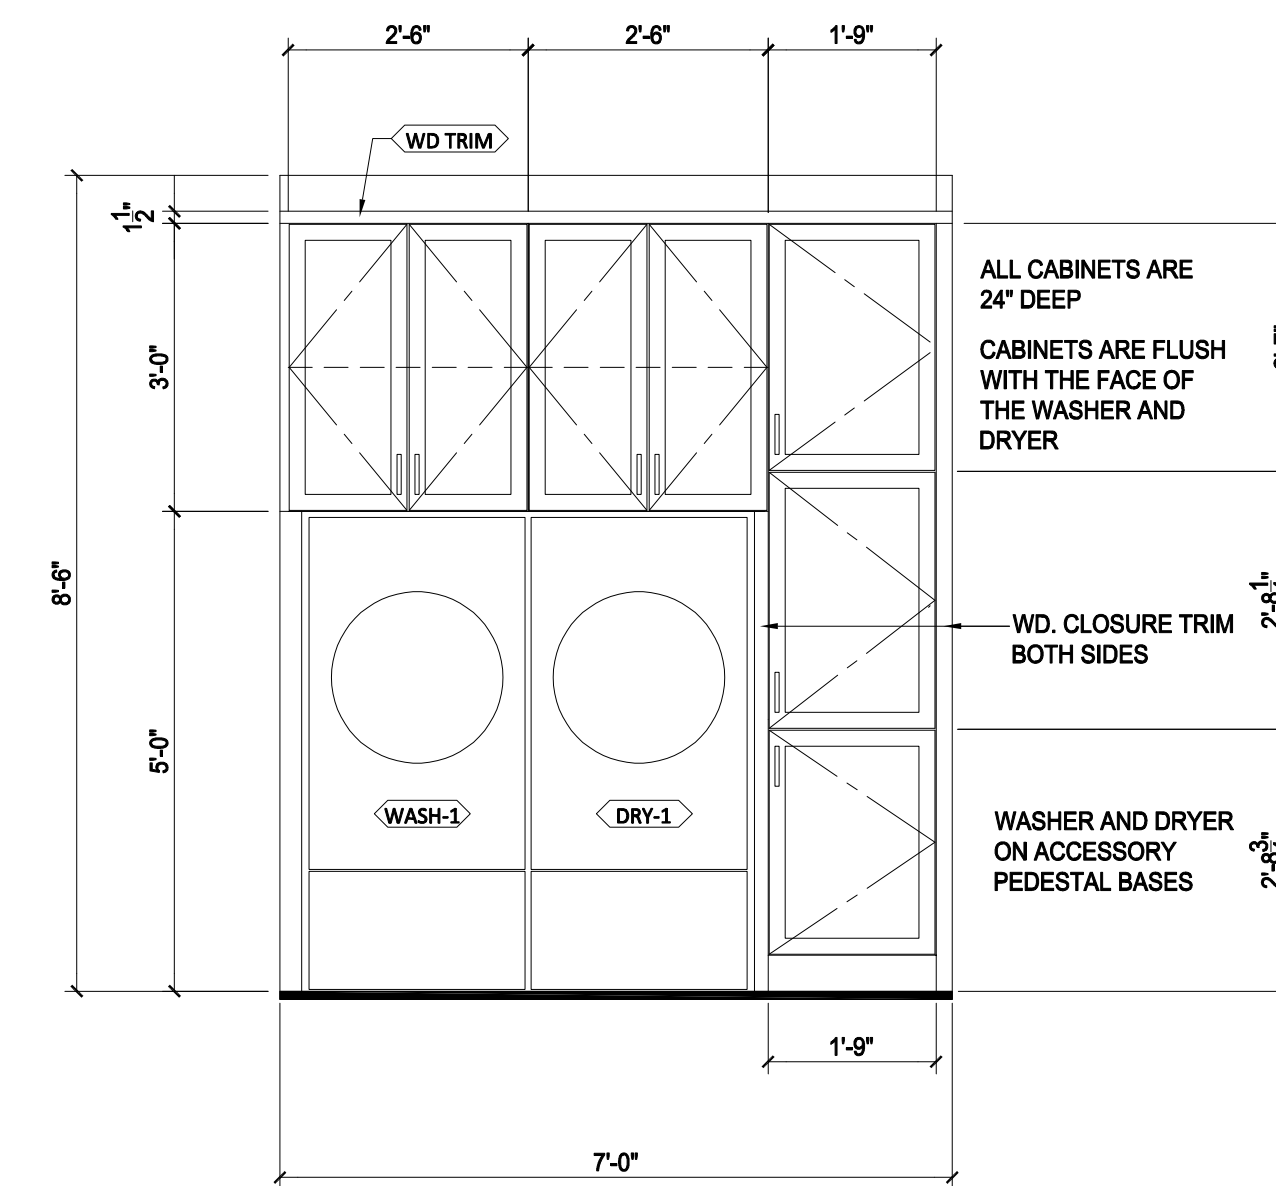 2'-6"
2'-6"
1'-9"
WD TRIM
1 1/2"
3'-0"
8'-6"
5'-0"
ALL CABINETS ARE
24" DEEP
CABINETS ARE FLUSH
WITH THE FACE OF
THE WASHER AND
DRYER
WD. CLOSURE TRIM
BOTH SIDES
WASH-1
DRY-1
WASHER AND DRYER
ON ACCESSORY
PEDESTAL BASES
1'-9"
7'-0"